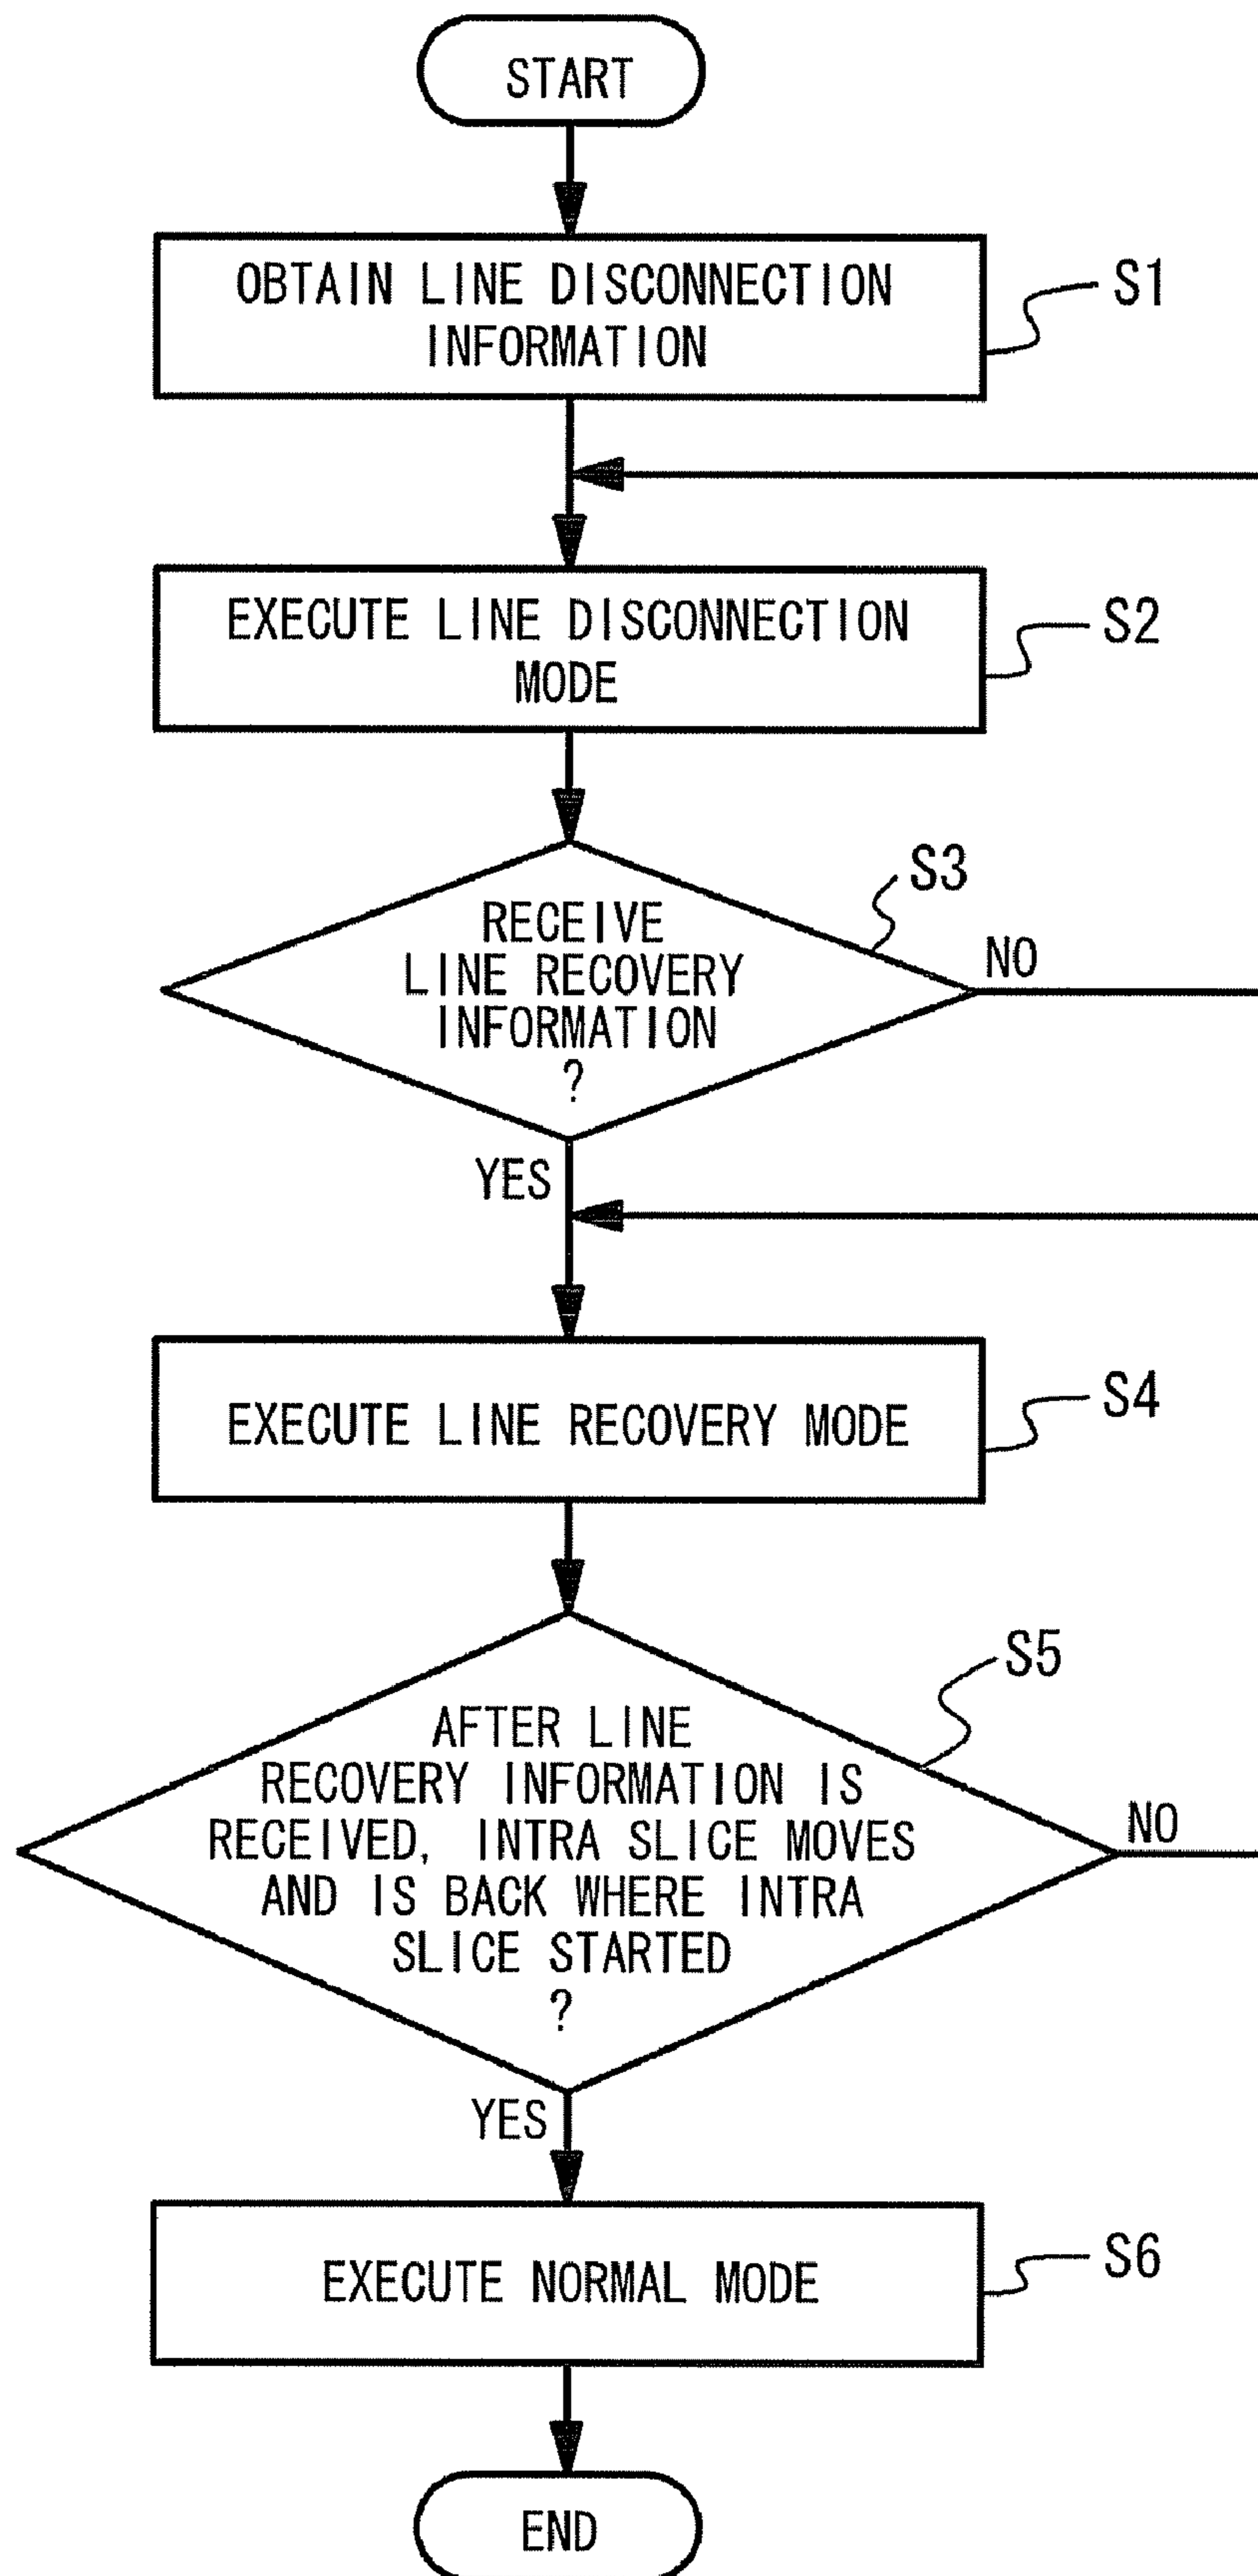 START
OBTAIN LINE DISCONNECTION
INFORMATION
S1
EXECUTE LINE DISCONNECTION
MODE
S2
S3
RECEIVE
LINE RECOVERY
INFORMATION
?
NO
YES
EXECUTE LINE RECOVERY MODE
S4
S5
AFTER LINE
RECOVERY INFORMATION IS
RECEIVED, INTRA SLICE MOVES
AND IS BACK WHERE INTRA
SLICE STARTED
?
NO
YES
EXECUTE NORMAL MODE
S6
END